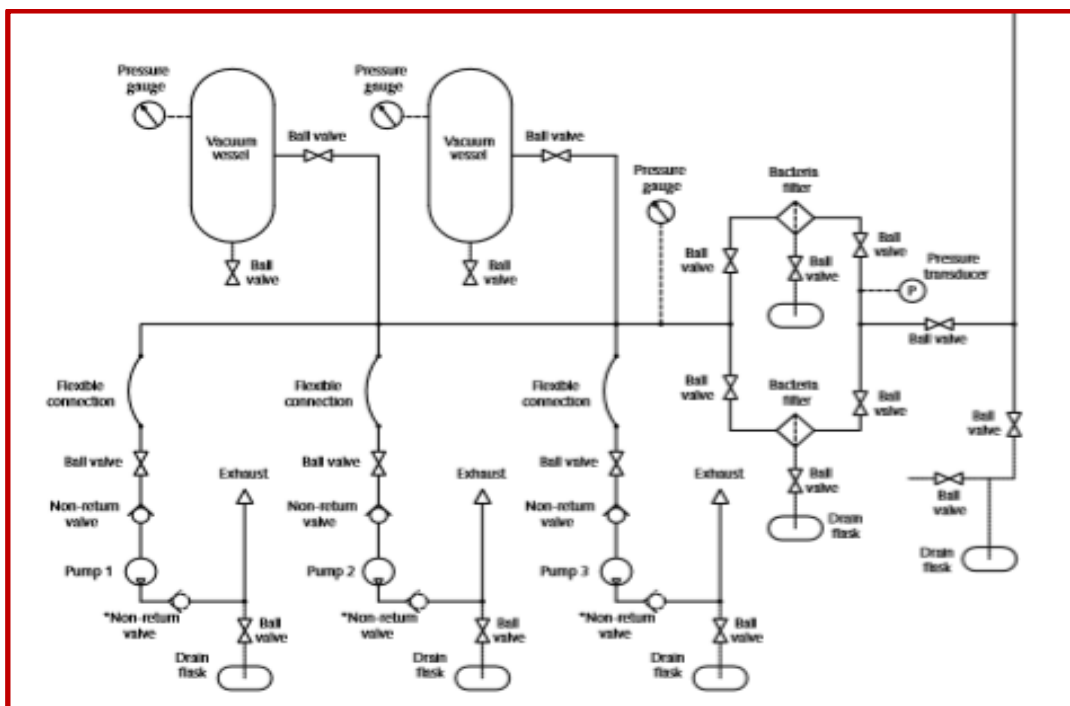 Pressure
gauge
Vacuum
vessel
Ball valve
Ball
valve
Pressure
gauge
Vacuum
vessel
Ball valve
Ball
valve
Pressure
gauge
Bacteria
filter
Ball
valve
Ball
valve
Ball
valve
Pressure
transducer
P
Ball valve
Flexible
connection
Flexible
connection
Flexible
connection
Ball
valve
Bacteria
filter
Ball
valve
Ball
valve
Drain
flask
Ball
valve
Ball
valve
Drain
flask
Ball valve
Exhaust
Non-return
valve
Pump 1
*Non-return
valve
Ball
valve
Drain
flask
Ball valve
Exhaust
Non-return
valve
Pump 2
*Non-return
valve
Ball
valve
Drain
flask
Ball valve
Exhaust
Non-return
valve
Pump 3
*Non-return
valve
Ball
valve
Drain
flask